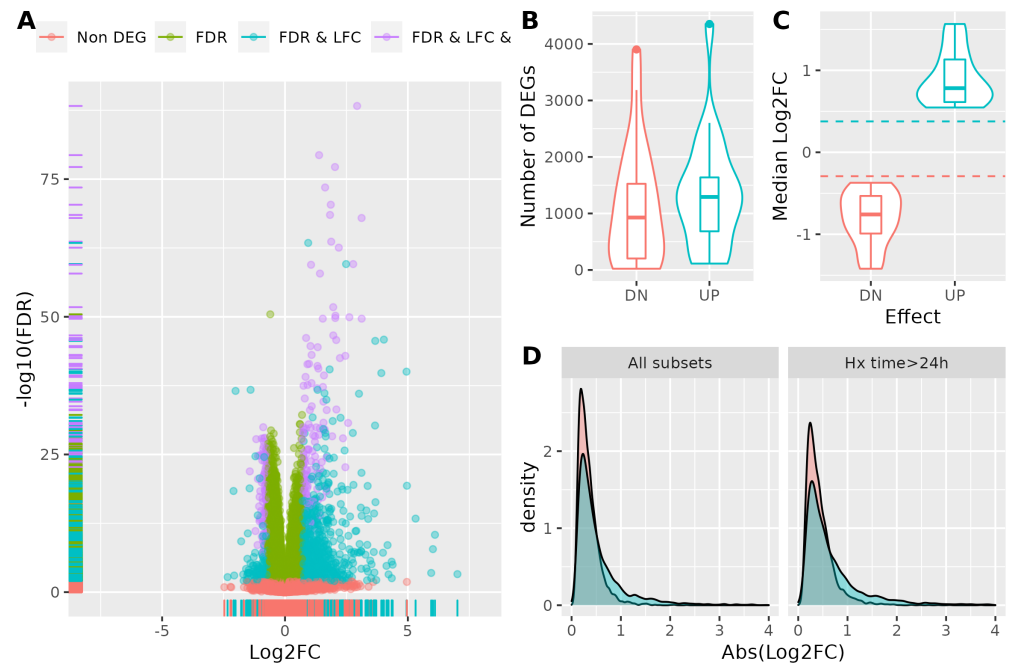 A
Non DEG FDR FDR & LFC FDR & LFC &
-log10(FDR)
75
50
25
0
-5 0 5
Log2FC
B
Number of DEGs
4000
3000
2000
1000
0
DN UP
C
Median Log2FC
1
0
-1
DN UP
Effect
D
All subsets Hx time>24h
density
2
1
0
0 1 2 3 4 0 1 2 3 4
Abs(Log2FC)